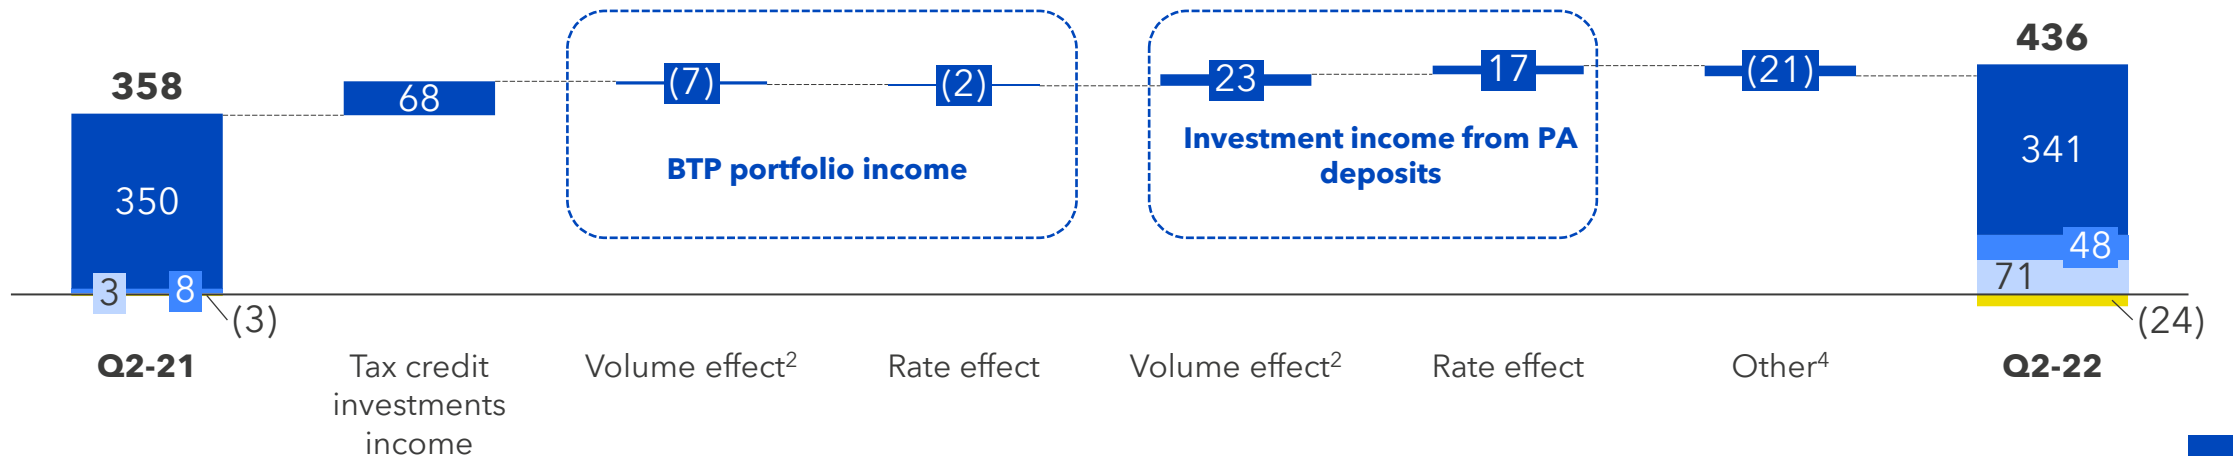 358
68
(7)
(2)
23
17
(21)
436
350
3
8
(3)
BTP portfolio income
Investment income from PA
deposits
341
48
71
(24)
Q2-21
Tax credit
investments
income
Volume effect²
Rate effect
Volume effect²
Rate effect
Other⁴
Q2-22